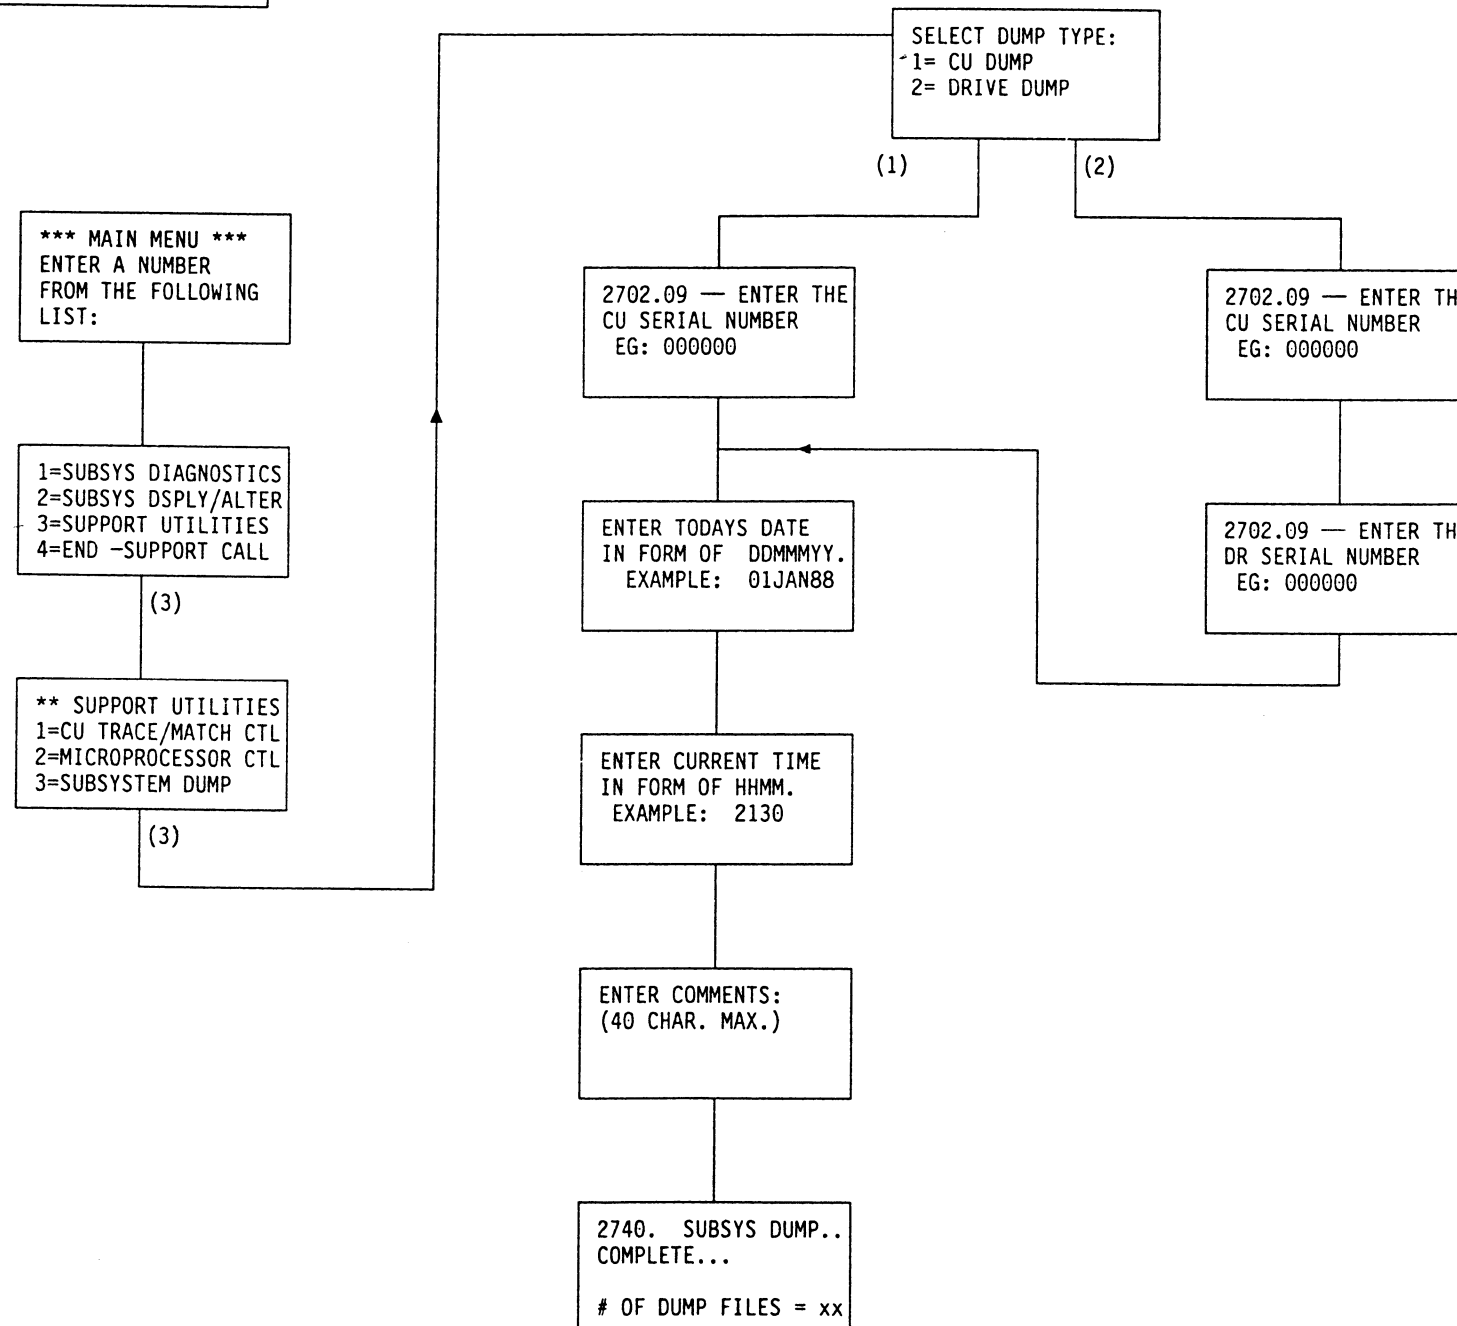 SELECT DUMP TYPE:
1= CU DUMP
2= DRIVE DUMP
(1)
(2)
*** MAIN MENU ***
ENTER A NUMBER
FROM THE FOLLOWING
LIST:
1=SUBSYS DIAGNOSTICS
2=SUBSYS DSPLY/ALTER
3=SUPPORT UTILITIES
4=END -SUPPORT CALL
(3)
** SUPPORT UTILITIES
1=CU TRACE/MATCH CTL
2=MICROPROCESSOR CTL
3=SUBSYSTEM DUMP
(3)
2702.09 — ENTER THE
CU SERIAL NUMBER
EG: 000000
2702.09 — ENTER TH
CU SERIAL NUMBER
EG: 000000
2702.09 — ENTER TH
DR SERIAL NUMBER
EG: 000000
ENTER TODAYS DATE
IN FORM OF DDMMMYY.
EXAMPLE: 01JAN88
ENTER CURRENT TIME
IN FORM OF HHMM.
EXAMPLE: 2130
ENTER COMMENTS:
(40 CHAR. MAX.)
2740. SUBSYS DUMP..
COMPLETE...
# OF DUMP FILES = xx